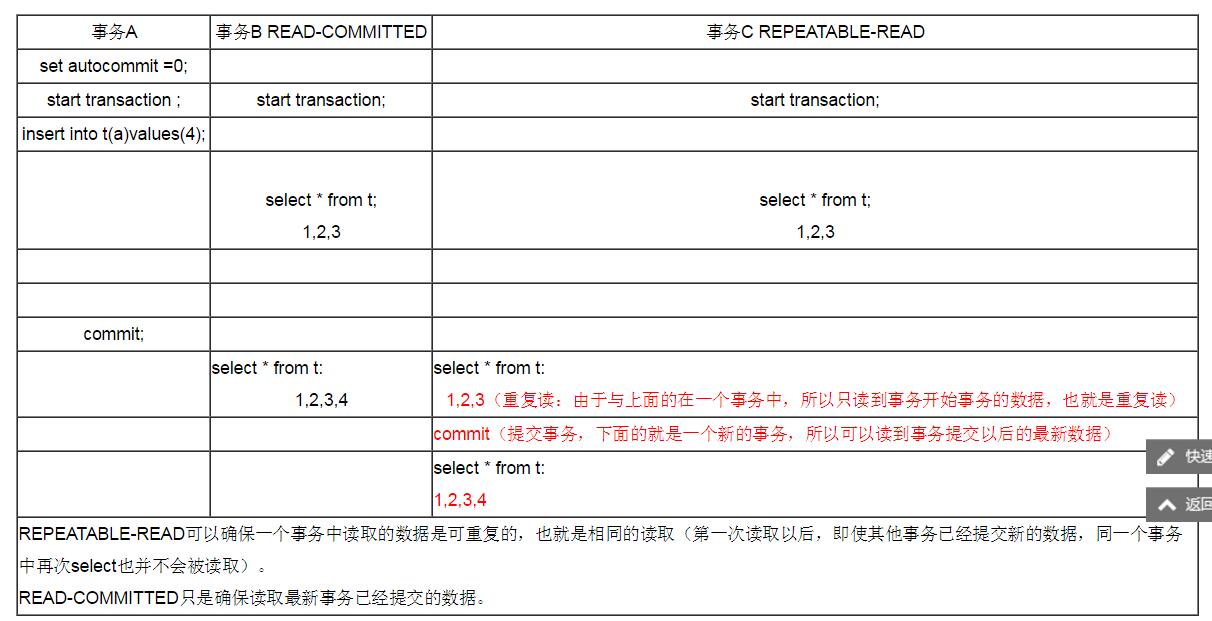 事务A 事务B READ-COMMITTED 事务C REPEATABLE-READ
set autocommit =0;
start transaction ; start transaction; start transaction;
insert into t(a)values(4);
select * from t; select * from t;
1,2,3 1,2,3
commit;
select * from t: select * from t:
1,2,3,4 1,2,3（重复读：由于与上面的在一个事务中，所以只读到事务开始事务的数据，也就是重复读）
commit（提交事务，下面的就是一个新的事务，所以可以读到事务提交以后的最新数据）
select * from t: 快速
1,2,3,4 返回
REPEATABLE-READ可以确保一个事务中读取的数据是可重复的，也就是相同的读取（第一次读取以后，即使其他事务已经提交新的数据，同一个事务
中再次select也并不会被读取）。
READ-COMMITTED只是确保读取最新事务已经提交的数据。